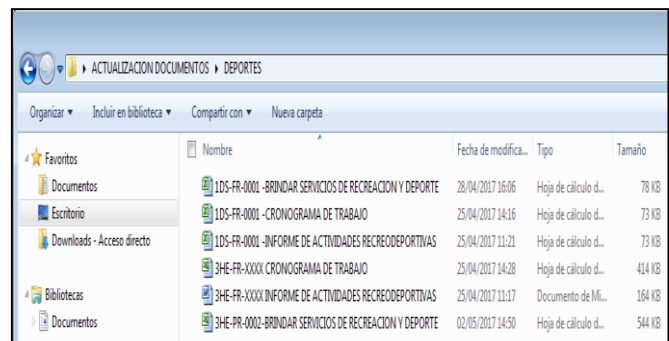 ACTUALIZACION DOCUMENTOS DEPORTES
Organizar Incluir en biblioteca Compartir con Nueva carpeta
Favoritos
Documentos
Escritorio
Downloads - Acceso directo
Bibliotecas
Documentos
Nombre Fecha de modifica... Tipo Tamaño
1DS-FR-0001 -BRINDAR SERVICIOS DE RECREACION Y DEPORTE 28/04/2017 16:06 Hoja de cálculo d... 78 KB
1DS-FR-0001 -CRONOGRAMA DE TRABAJO 25/04/2017 14:16 Hoja de cálculo d... 73 KB
1DS-FR-0001 -INFORME DE ACTIVIDADES RECREODEPORTIVAS 25/04/2017 11:21 Hoja de cálculo d... 73 KB
3HE-FR-XXXX CRONOGRAMA DE TRABAJO 25/04/2017 14:28 Hoja de cálculo d... 414 KB
3HE-FR-XXXX INFORME DE ACTIVIDADES RECREODEPORTIVAS 25/04/2017 11:17 Documento de Mi... 164 KB
3HE-PR-0002-BRINDAR SERVICIOS DE RECREACION Y DEPORTE 02/05/2017 14:50 Hoja de cálculo d... 544 KB